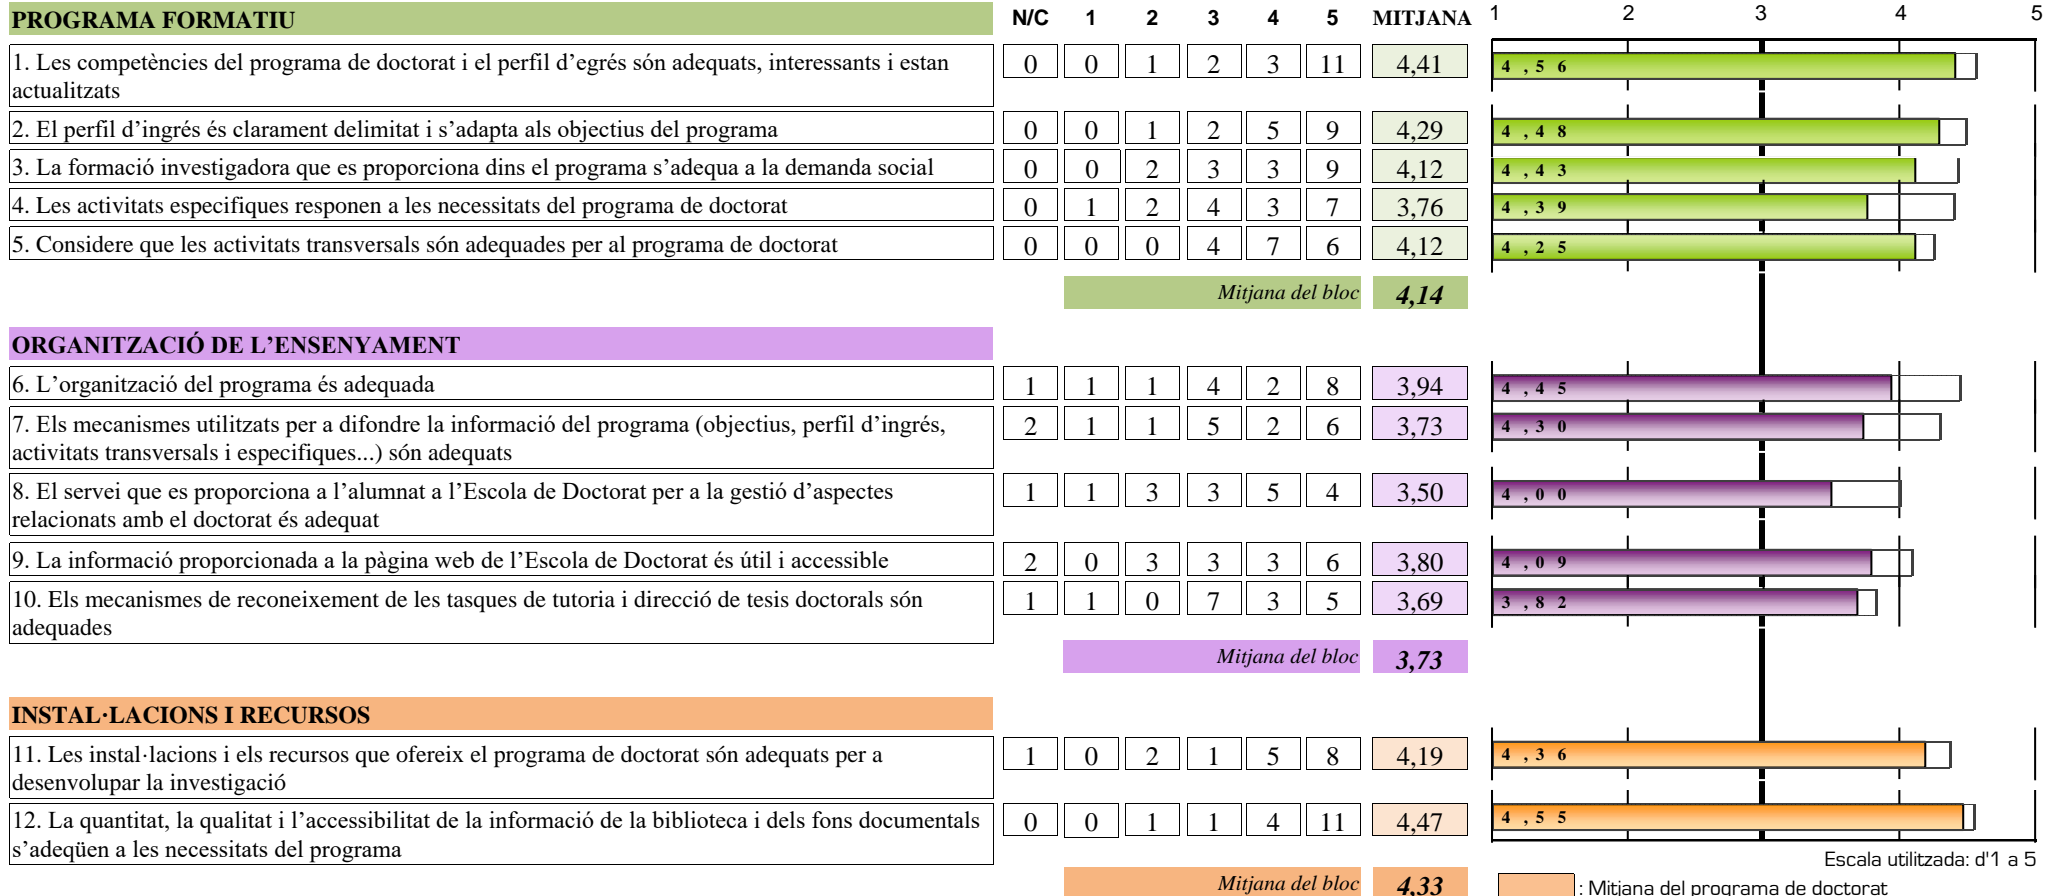 PROGRAMA FORMATIU N/C 1 2 3 4 5 MITJANA 1 2 3 4 5
1. Les competències del programa de doctorat i el perfil d’egrés són adequats, interessants i estan 0 0 1 2 3 11 4,41 4,56
actualitzats
2. El perfil d’ingrés és clarament delimitat i s’adapta als objectius del programa 0 0 1 2 5 9 4,29 4,48
3. La formació investigadora que es proporciona dins el programa s’adequa a la demanda social 0 0 2 3 3 9 4,12 4,43
4. Les activitats especifiques responen a les necessitats del programa de doctorat 0 1 2 4 3 7 3,76 4,39
5. Considere que les activitats transversals són adequades per al programa de doctorat 0 0 0 4 7 6 4,12 4,25
Mitjana del bloc 4,14
ORGANITZACIÓ DE L’ENSENYAMENT
6. L’organització del programa és adequada 1 1 1 4 2 8 3,94 4,45
7. Els mecanismes utilitzats per a difondre la informació del programa (objectius, perfil d’ingrés, 2 1 1 5 2 6 3,73 4,30
activitats transversals i especifiques...) són adequats
8. El servei que es proporciona a l’alumnat a l’Escola de Doctorat per a la gestió d’aspectes 1 1 3 3 5 4 3,50 4,00
relacionats amb el doctorat és adequat
9. La informació proporcionada a la pàgina web de l’Escola de Doctorat és útil i accessible 2 0 3 3 3 6 3,80 4,09
10. Els mecanismes de reconeixement de les tasques de tutoria i direcció de tesis doctorals són 1 1 0 7 3 5 3,69 3,82
adequades
Mitjana del bloc 3,73
INSTAL·LACIONS I RECURSOS
11. Les instal·lacions i els recursos que ofereix el programa de doctorat són adequats per a 1 0 2 1 5 8 4,19 4,36
desenvolupar la investigació
12. La quantitat, la qualitat i l’accessibilitat de la informació de la biblioteca i dels fons documentals 0 0 1 1 4 11 4,47 4,55
s’adeqüen a les necessitats del programa
Escala utilitzada: d'1 a 5
Mitjana del bloc 4,33 : Mitjana del programa de doctorat